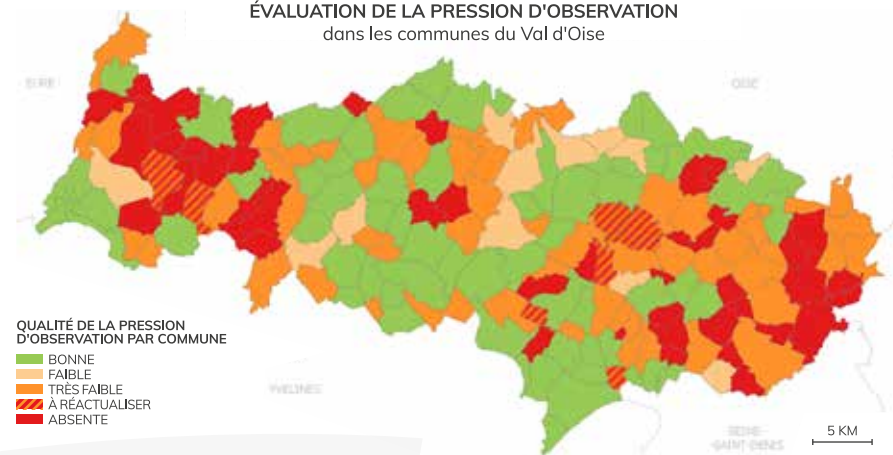 ÉVALUATION DE LA PRESSION D'OBSERVATION
dans les communes du Val d'Oise
EURE
OISE
QUALITÉ DE LA PRESSION
D'OBSERVATION PAR COMMUNE
BONNE
FAIBLE
TRÈS FAIBLE
À RÉACTUALISER
ABSENTE
YVELINES
SEINE-
SAINT-DENIS
5 KM